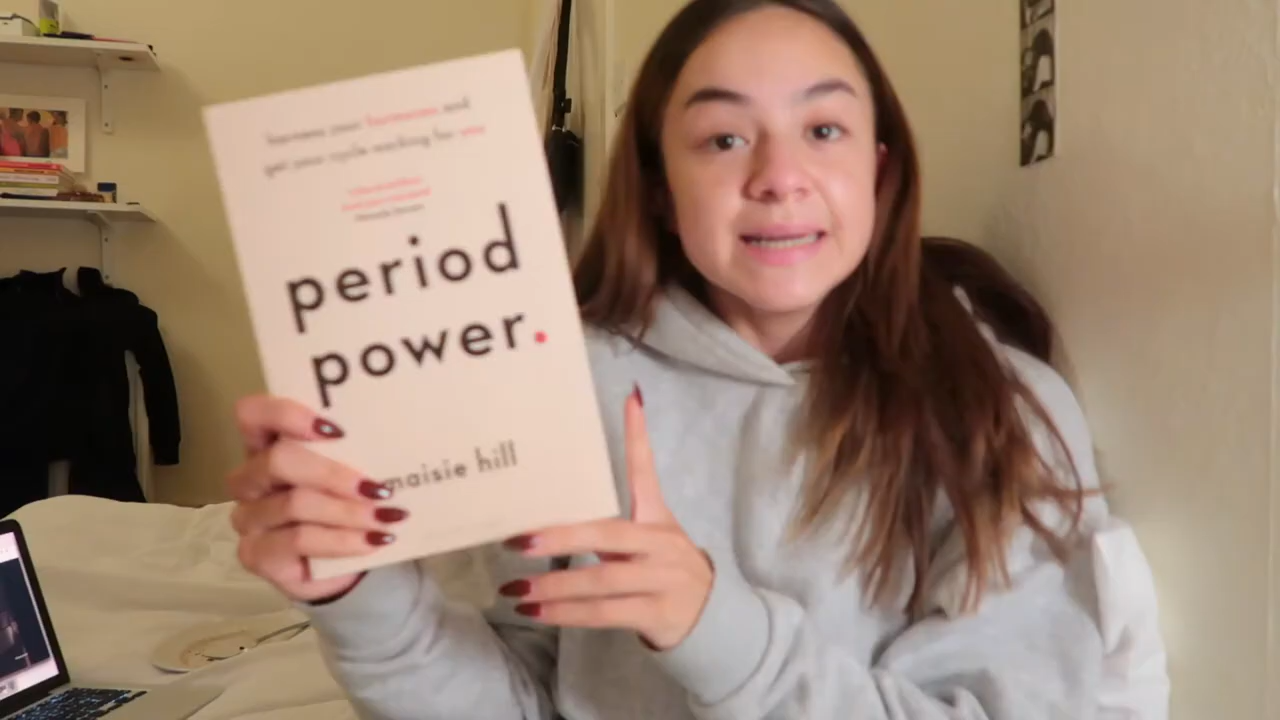 harness your hormones and
get your cycle working for you
period
power.
maisie hill